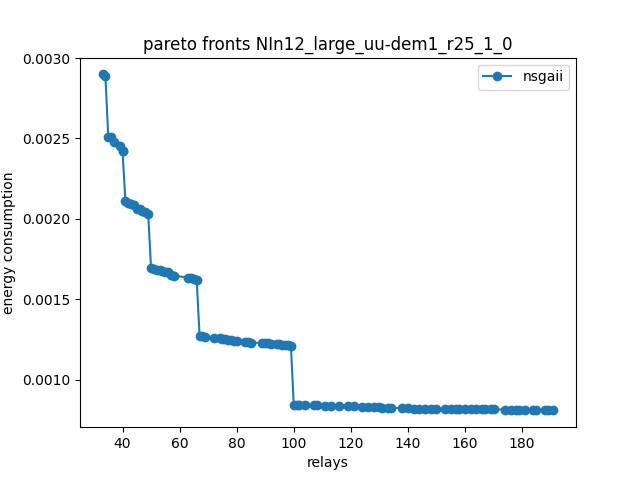 pareto fronts NIn12_large_uu-dem1_r25_1_0
nsgaii
0.0030
0.0025
0.0020
0.0015
0.0010
energy consumption
40 60 80 100 120 140 160 180
relays